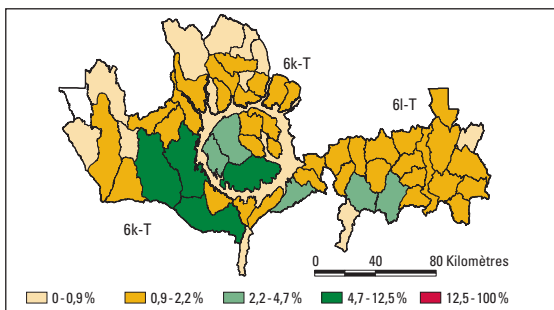 6k-T
6l-T
6k-T
0 40 80 Kilomètres
0 - 0,9 % 0,9 - 2,2 % 2,2 - 4,7 % 4,7 - 12,5 % 12,5 - 100 %